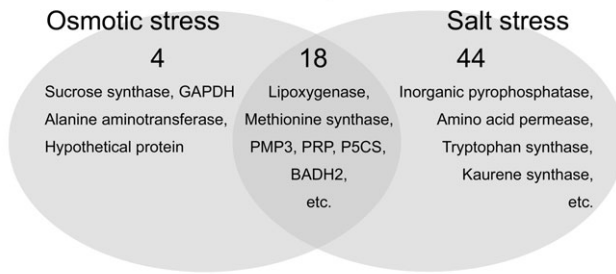 Osmotic stress
4
Sucrose synthase, GAPDH
Alanine aminotransferase,
Hypothetical protein
18
Lipoxygenase,
Methionine synthase,
PMP3, PRP, P5CS,
BADH2,
etc.
Salt stress
44
Inorganic pyrophosphatase,
Amino acid permease,
Tryptophan synthase,
Kaurene synthase,
etc.